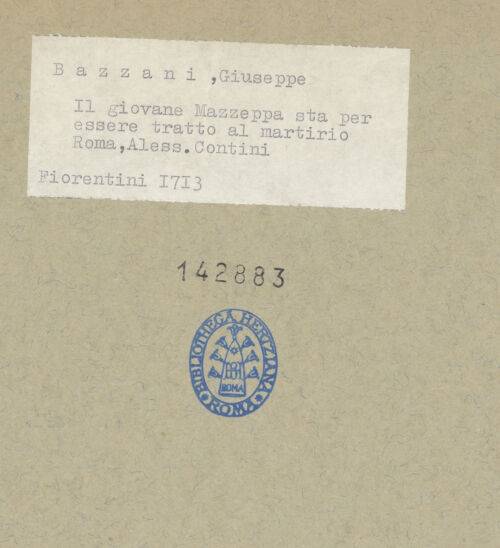 B a z z a n i ,Giuseppe
Il giovane Mazzeppa sta per
essere tratto al martirio
Roma,Aless.Contini
Fiorentini I7I3
142883
BIBLIOTHECA HERTZIANA
BH
ROMA
ROMA